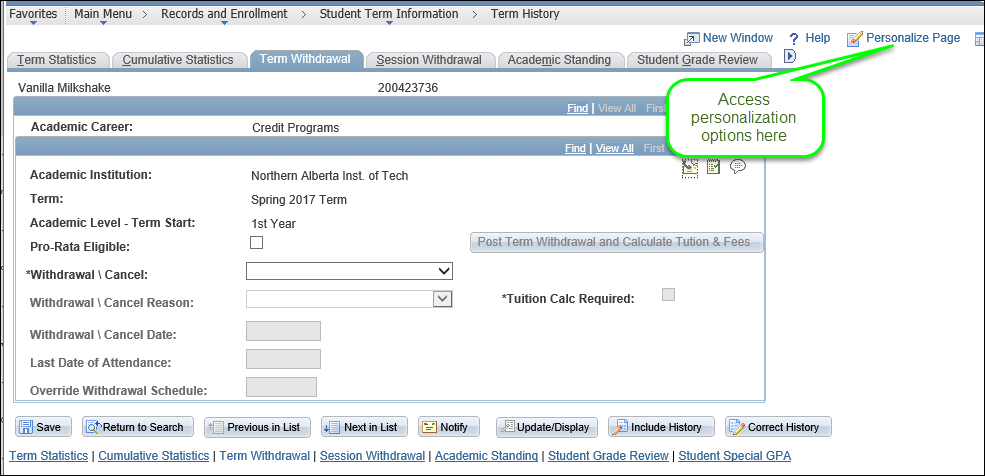 Favorites Main Menu > Records and Enrollment > Student Term Information > Term History
New Window ? Help Personalize Page
Term Statistics Cumulative Statistics Term Withdrawal Session Withdrawal Academic Standing Student Grade Review
Vanilla Milkshake 200423736
Access
personalization
options here
Find | View All First
Academic Career: Credit Programs
Find | View All First
Academic Institution: Northern Alberta Inst. of Tech
Term: Spring 2017 Term
Academic Level - Term Start: 1st Year
Pro-Rata Eligible: Post Term Withdrawal and Calculate Tution & Fees
*Withdrawal \ Cancel:
Withdrawal \ Cancel Reason: *Tuition Calc Required:
Withdrawal \ Cancel Date:
Last Date of Attendance:
Override Withdrawal Schedule:
Save Return to Search Previous in List Next in List Notify Update/Display Include History Correct History
Term Statistics | Cumulative Statistics | Term Withdrawal | Session Withdrawal | Academic Standing | Student Grade Review | Student Special GPA